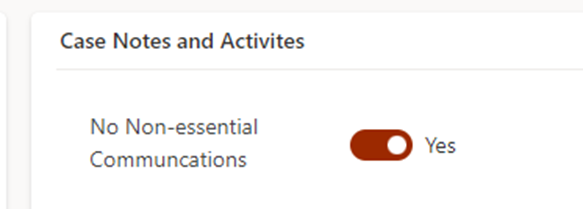 Case Notes and Activites
No Non-essential
Communcations
Yes